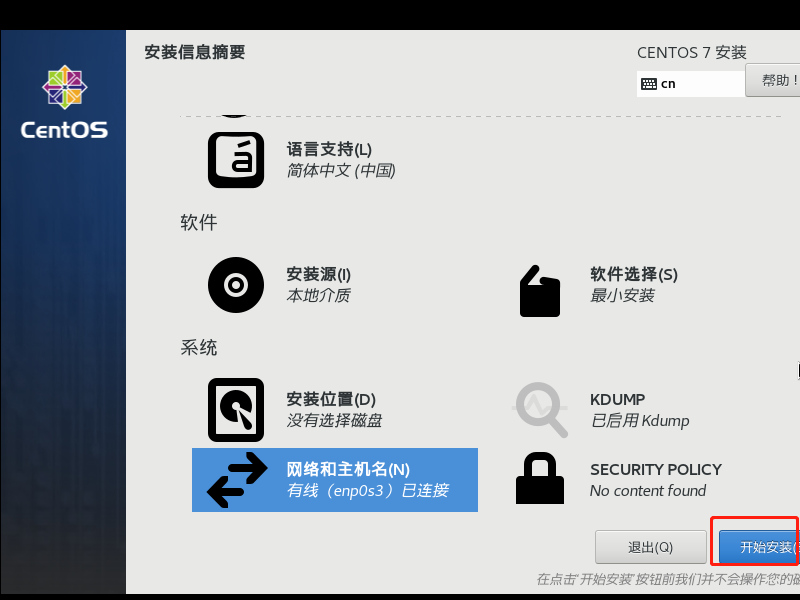 安装信息摘要
CENTOS 7 安装
cn
帮助！
CentOS
语言支持(L)
简体中文 (中国)
软件
安装源(I)
本地介质
软件选择(S)
最小安装
系统
安装位置(D)
没有选择磁盘
KDUMP
已启用 Kdump
网络和主机名(N)
有线（enp0s3）已连接
SECURITY POLICY
No content found
退出(Q)
开始安装(
在点击'开始安装'按钮前我们并不会操作您的磁